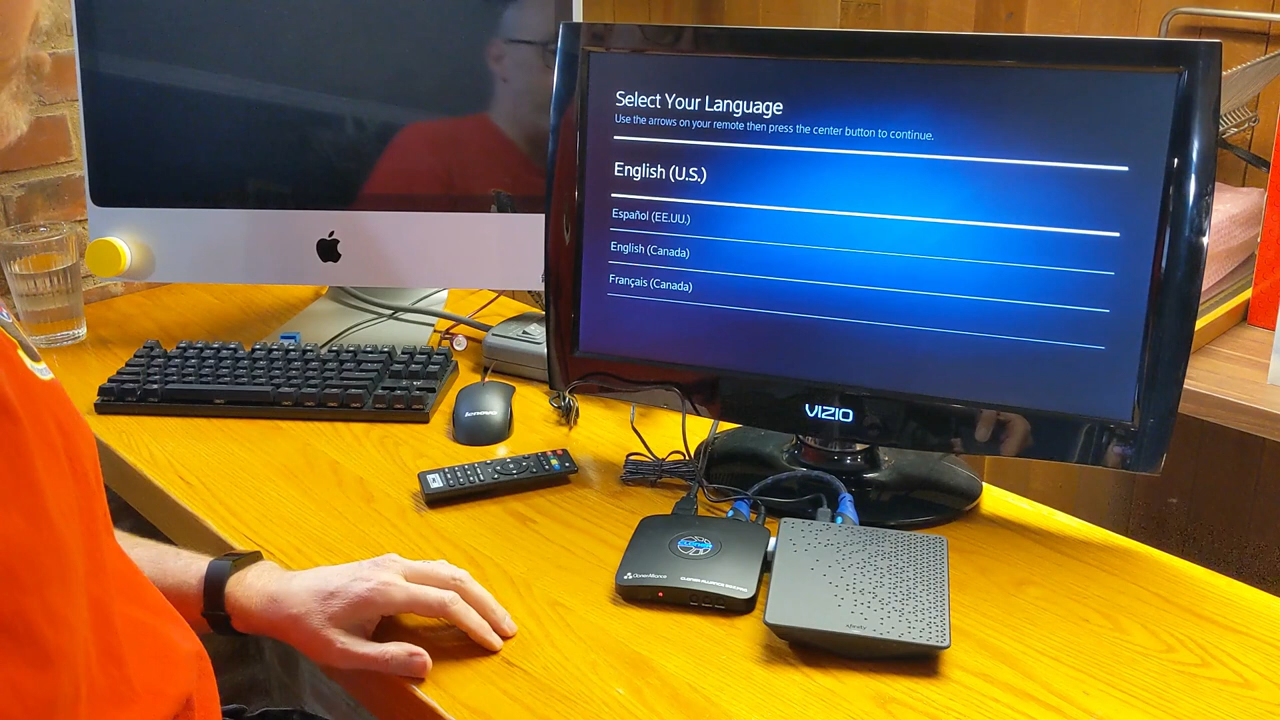 Select Your Language
Use the arrows on your remote then press the center button to continue.
English (U.S.)
Español (EE.UU.)
English (Canada)
Français (Canada)
VIZIO
lenovo
ClonerAlliance
xfinity